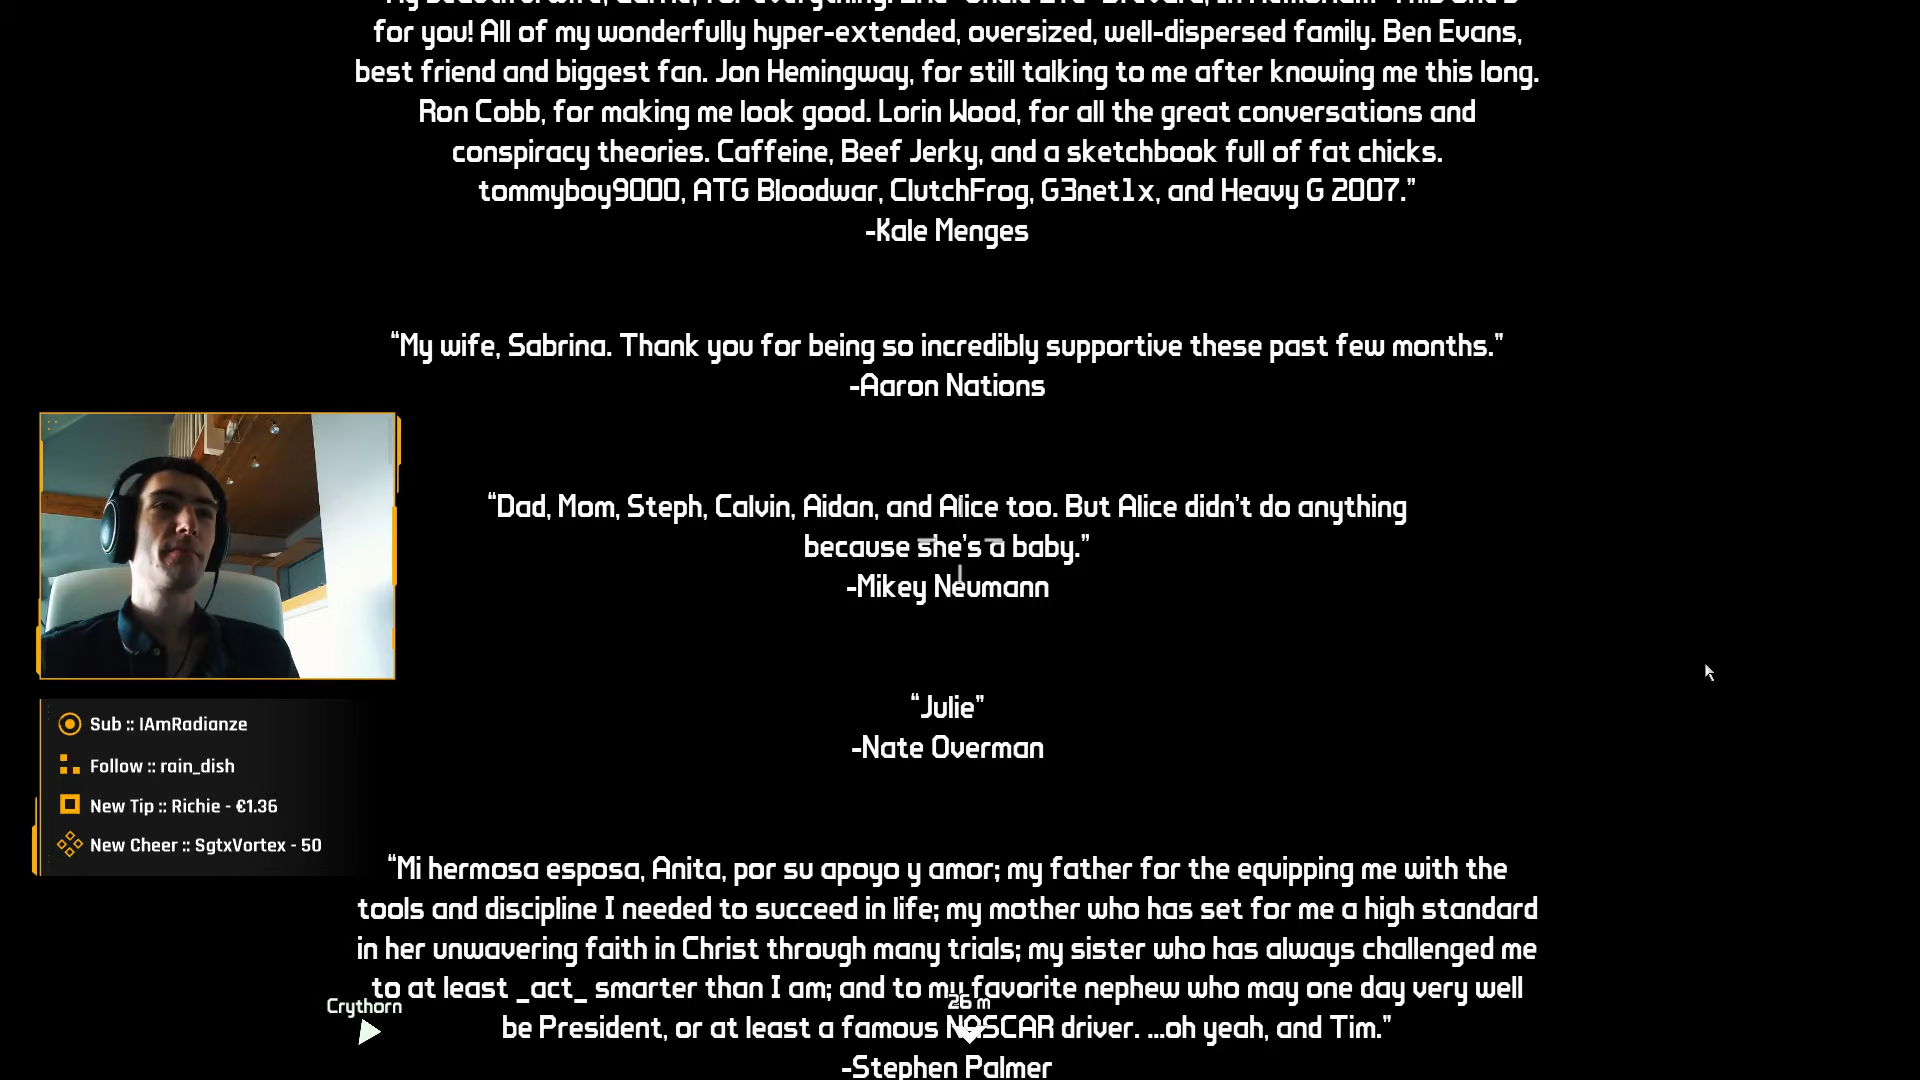 for you! All of my wonderfully hyper-extended, oversized, well-dispersed family. Ben Evans,
best friend and biggest fan. Jon Hemingway, for still talking to me after knowing me this long.
Ron Cobb, for making me look good. Lorin Wood, for all the great conversations and
conspiracy theories. Caffeine, Beef Jerky, and a sketchbook full of fat chicks.
tommyboy9000, ATG Bloodwar, ClutchFrog, G3net1x, and Heavy G 2007.”
-Kale Menges
“My wife, Sabrina. Thank you for being so incredibly supportive these past few months.”
-Aaron Nations
“Dad, Mom, Steph, Calvin, Aidan, and Alice too. But Alice didn't do anything
because she's a baby.”
-Mikey Neumann
“Julie”
-Nate Overman
“Mi hermosa esposa, Anita, por su apoyo y amor; my father for the equipping me with the
tools and discipline I needed to succeed in life; my mother who has set for me a high standard
in her unwavering faith in Christ through many trials; my sister who has always challenged me
to at least _act_ smarter than I am; and to my favorite nephew who may one day very well
be President, or at least a famous NASCAR driver. ...oh yeah, and Tim.”
-Stephen Palmer
Sub :: IAmRadianze
Follow :: rain_dish
New Tip :: Richie - €1.36
New Cheer :: SgtxVortex - 50
Crythorn
26 m